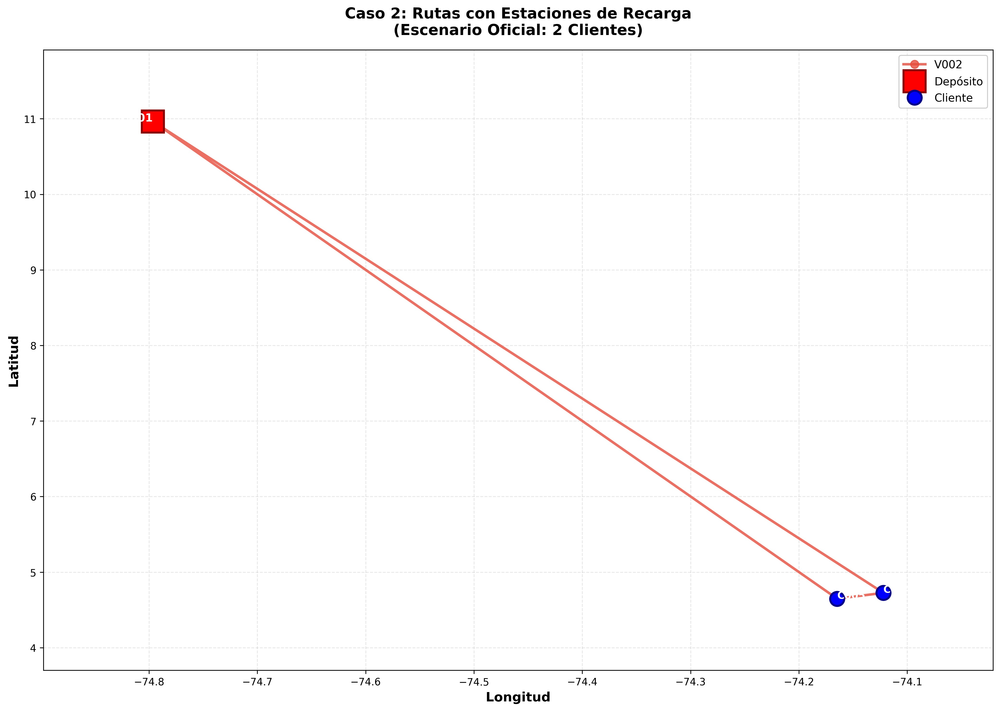 Caso 2: Rutas con Estaciones de Recarga
(Escenario Oficial: 2 Clientes)
V002
Depósito
Cliente
01
11
10
9
8
7
6
5
4
C
C
−74.8
−74.7
−74.6
−74.5
−74.4
−74.3
−74.2
−74.1
Latitud
Longitud